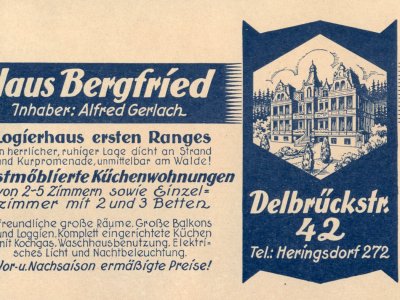 Haus Bergfried
Inhaber: Alfred Gerlach
Logierhaus ersten Ranges
in herrlicher, ruhiger Lage dicht an Strand
und Kurpromenade, unmittelbar am Walde!
stmöblierte Küchenwohnungen
von 2-5 Zimmern sowie Einzel-
zimmer mit 2 und 3 Betten
freundliche große Räume. Große Balkons
und Loggien. Komplett eingerichtete Küchen
mit Kochgas. Waschhausbenutzung. Elektri-
sches Licht und Nachtbeleuchtung.
Vor-u. Nachsaison ermäßigte Preise!
Delbrückstr.
42
Tel.: Heringsdorf 272